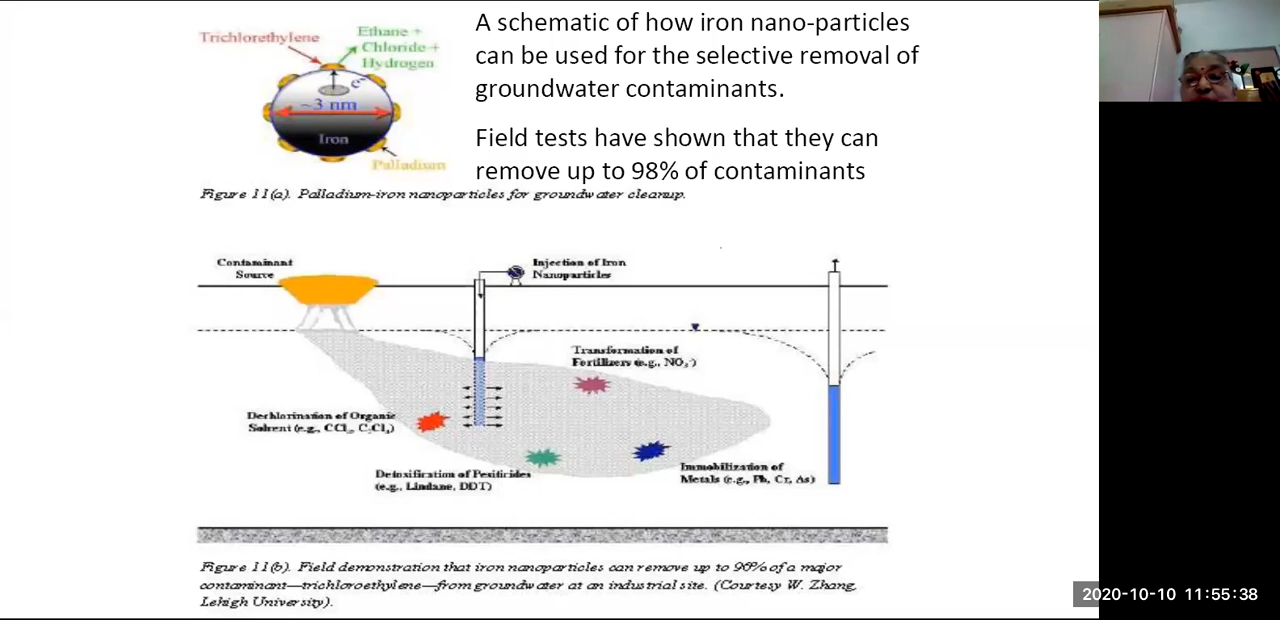 Trichlorethylene
Ethane +
Chloride +
Hydrogen
e-
~3 nm
Iron
Palladium
A schematic of how iron nano-particles
can be used for the selective removal of
groundwater contaminants.
Field tests have shown that they can
remove up to 98% of contaminants
Figure 11(a). Palladium-iron nanoparticles for groundwater cleanup.
Contaminant
Source
Injection of Iron
Nanoparticles
Transformation of
Fertilizers (e.g., NO3-)
Dechlorination of Organic
Solvent (e.g., CCl4, C2Cl4)
Detoxification of Pesiticides
(e.g., Lindane, DDT)
Immobilization of
Metals (e.g., Pb, Cr, As)
Figure 11(b). Field demonstration that iron nanoparticles can remove up to 90% of a major
contaminant—trichloroethylene—from groundwater at an industrial site. (Courtesy W. Zhang,
Lehigh University).
2020-10-10 11:55:38